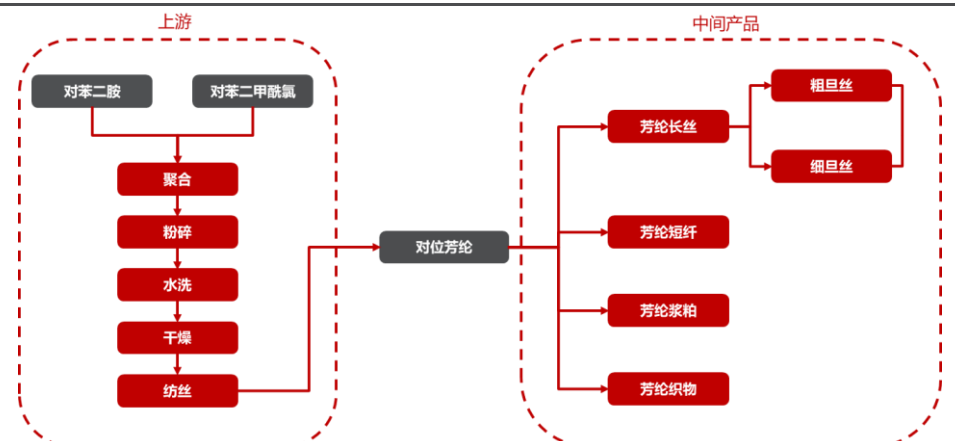 上游
中间产品
对苯二胺
对苯二甲酰氯
聚合
粉碎
水洗
干燥
纺丝
对位芳纶
芳纶长丝
粗旦丝
细旦丝
芳纶短纤
芳纶浆粕
芳纶织物